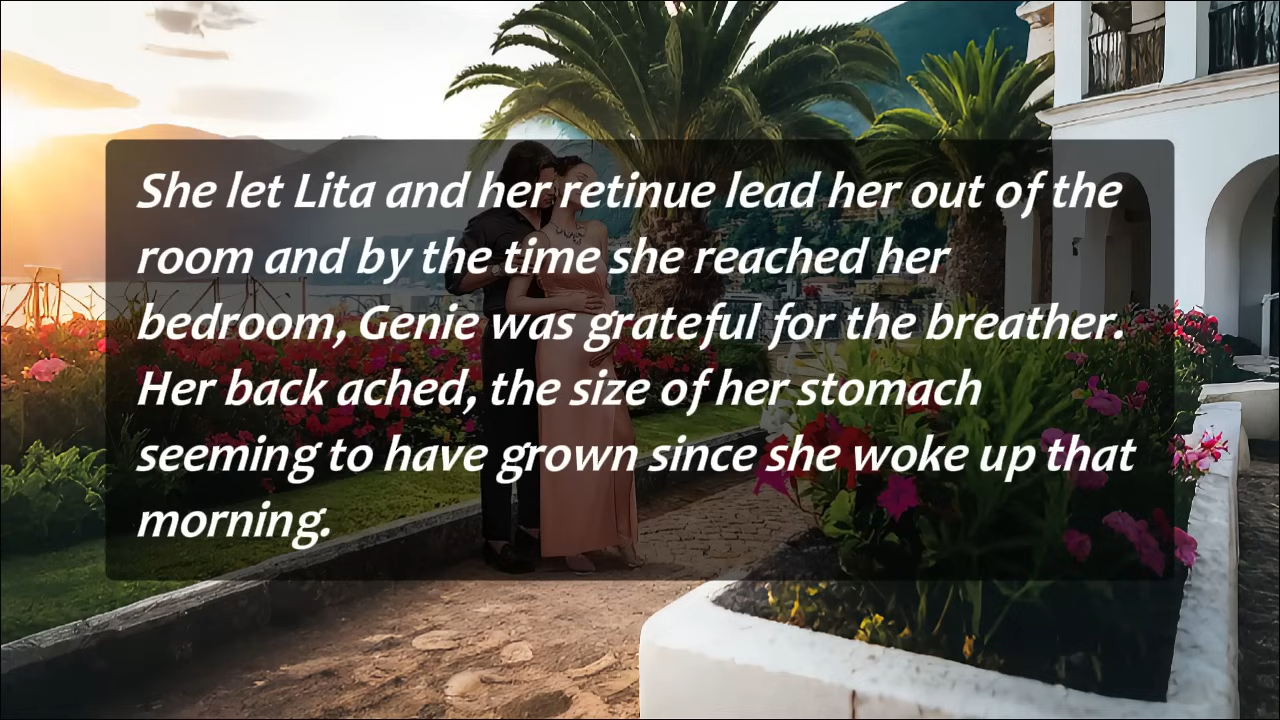 She let Lita and her retinue lead her out of the
room and by the time she reached her
bedroom, Genie was grateful for the breather.
Her back ached, the size of her stomach
seeming to have grown since she woke up that
morning.